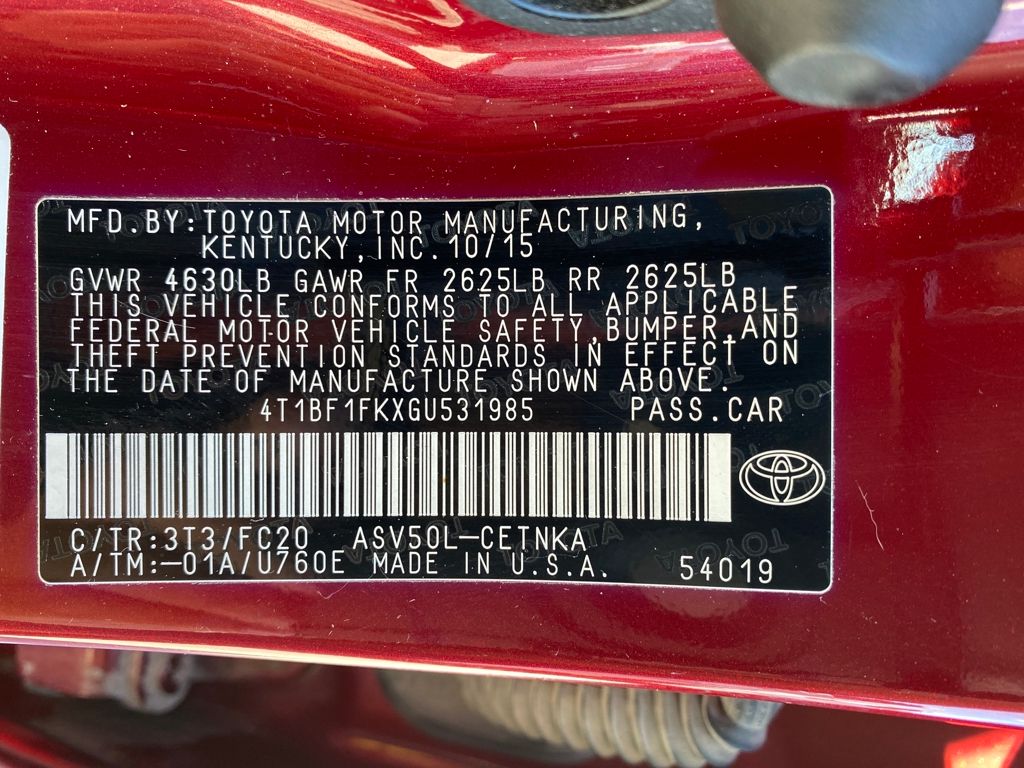 MFD.BY:TOYOTA MOTOR MANUFACTURING,
KENTUCKY,INC. 10/15
GVWR 4630LB GAWR FR 2625LB RR 2625LB
THIS VEHICLE CONFORMS TO ALL APPLICABLE
FEDERAL MOTOR VEHICLE SAFETY,BUMPER,AND
THEFT PREVENTION STANDARDS IN EFFECT ON
THE DATE OF MANUFACTURE SHOWN ABOVE.
4T1BF1FKXGU531985 PASS.CAR
C/TR:3T3/FC20 ASV50L-CETNKA
A/TM:-01A/U760E MADE IN U.S.A. 54019